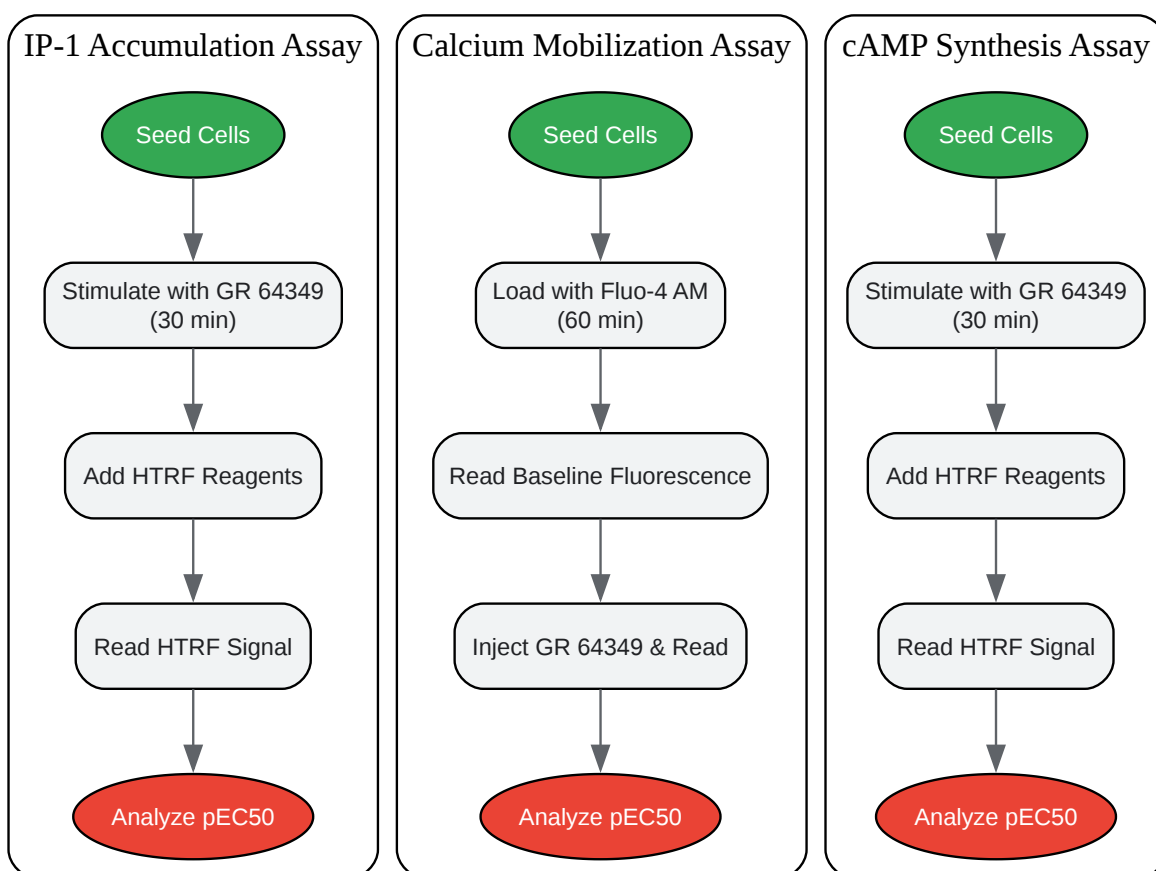 IP-1 Accumulation Assay
Seed Cells
Stimulate with GR 64349
(30 min)
Add HTRF Reagents
Read HTRF Signal
Analyze pEC50
Calcium Mobilization Assay
Seed Cells
Load with Fluo-4 AM
(60 min)
Read Baseline Fluorescence
Inject GR 64349 & Read
Analyze pEC50
cAMP Synthesis Assay
Seed Cells
Stimulate with GR 64349
(30 min)
Add HTRF Reagents
Read HTRF Signal
Analyze pEC50